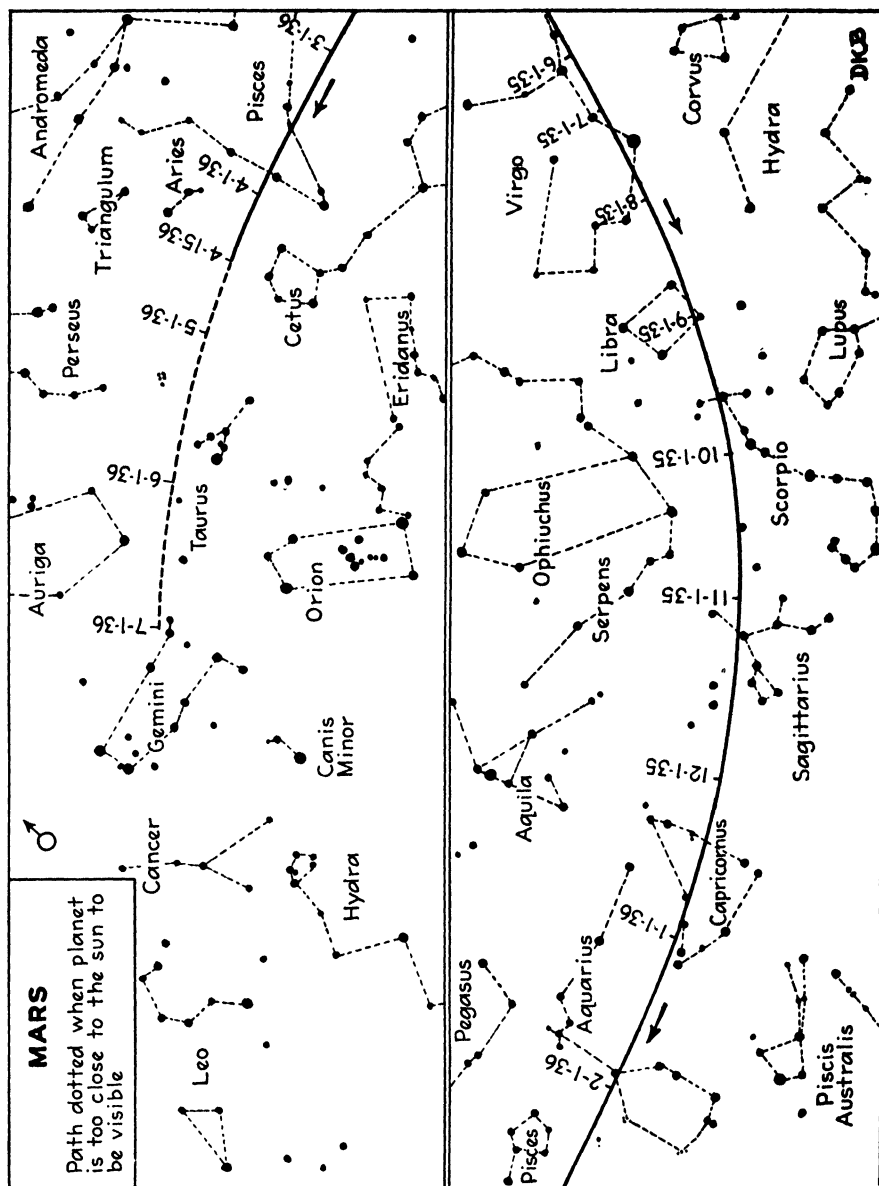 MARS
Path dotted when planet
is too close to the sun to
be visible
♂
Andromeda
Triangulum
Aries
Pisces
Perseus
Cetus
Eridanus
Auriga
Taurus
Orion
Gemini
Canis
Minor
Cancer
Hydra
Leo
3-1-36
4-1-36
4-15-36
5-1-36
6-1-36
7-1-36
Corvus
DKB
Hydra
Virgo
Libra
Lupus
Ophiuchus
Serpens
Scorpio
Sagittarius
Aquila
Capricornus
Pegasus
Aquarius
Piscis
Australis
Pisces
6-1-35
7-1-35
8-1-35
9-1-35
10-1-35
11-1-35
12-1-35
1-1-36
2-1-36